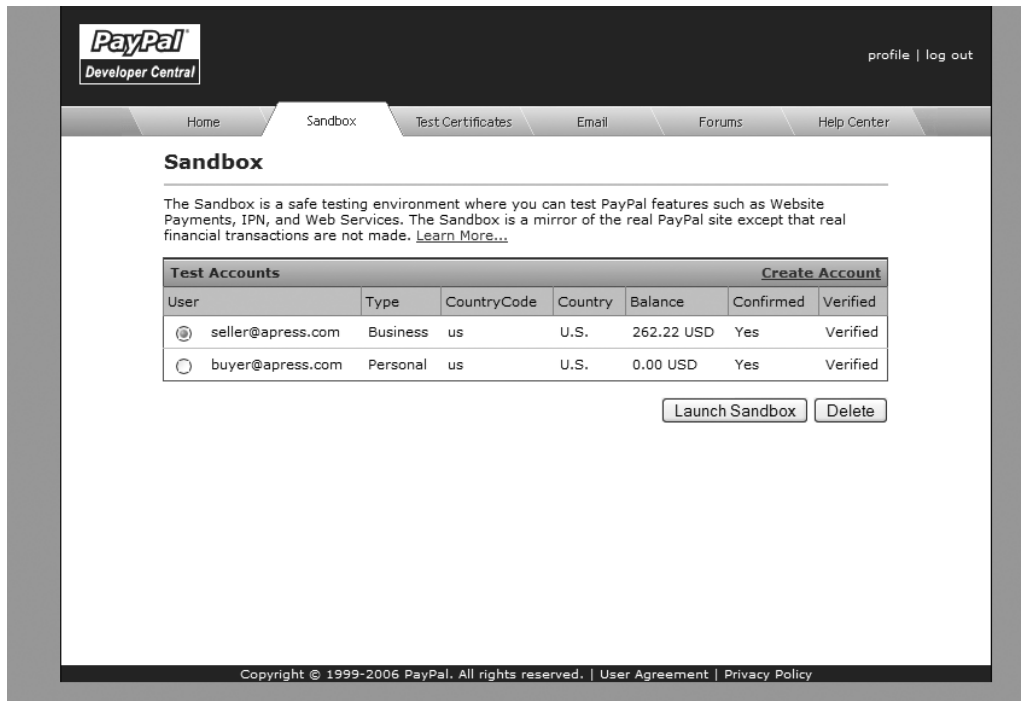 PayPal
Developer Central
profile | log out
Home Sandbox Test Certificates Email Forums Help Center
Sandbox
The Sandbox is a safe testing environment where you can test PayPal features such as Website
Payments, IPN, and Web Services. The Sandbox is a mirror of the real PayPal site except that real
financial transactions are not made. Learn More...
Test Accounts Create Account
User Type CountryCode Country Balance Confirmed Verified
seller@apress.com Business us U.S. 262.22 USD Yes Verified
buyer@apress.com Personal us U.S. 0.00 USD Yes Verified
Launch Sandbox Delete
Copyright © 1999-2006 PayPal. All rights reserved. | User Agreement | Privacy Policy